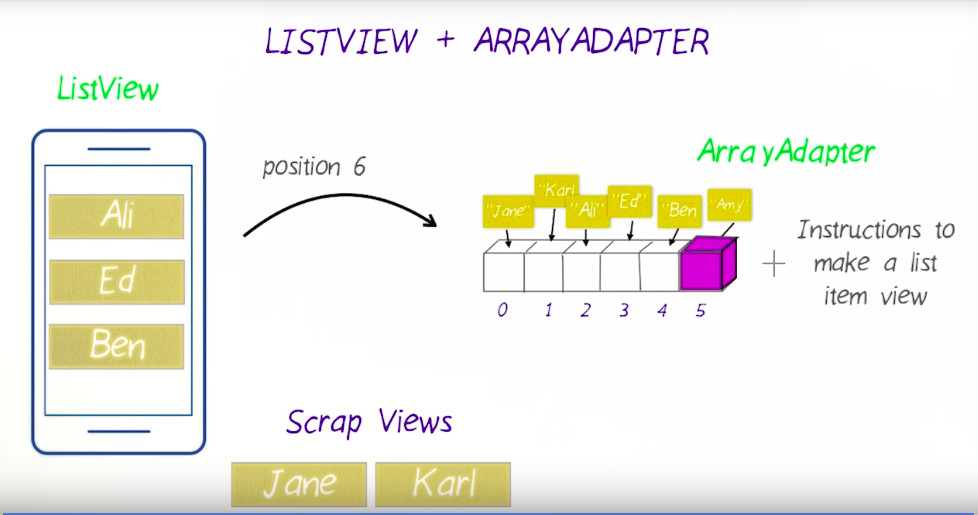 LISTVIEW + ARRAYADAPTER
ListView
Ali
Ed
Ben
position 6
ArrayAdapter
"Jane"
"Karl
"Ali"
"Ed"
"Ben
"Amy"
0 1 2 3 4 5
+
Instructions to
make a list
item view
Scrap Views
Jane
Karl